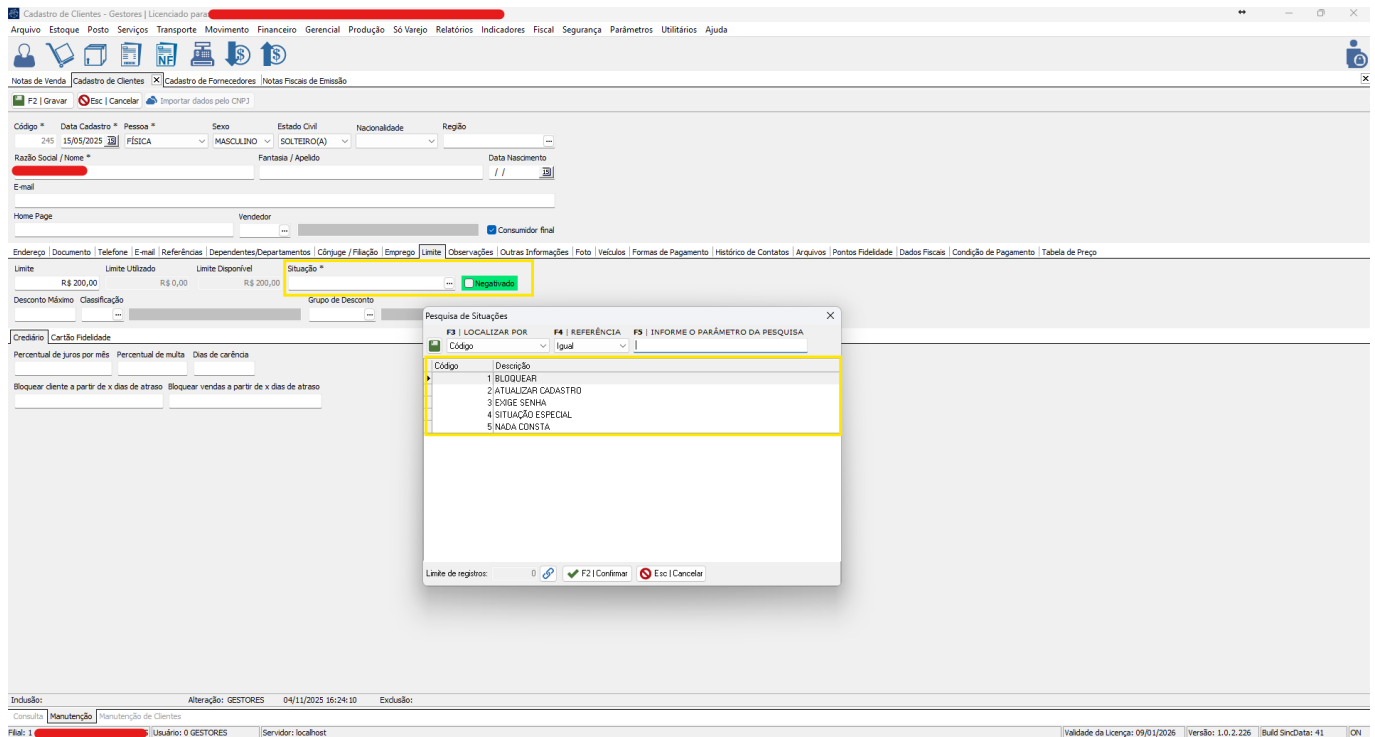 Cadastro de Clientes - Gestores | Licenciado para
Arquivo Estoque Posto Serviços Transporte Movimento Financeiro Gerencial Produção Só Varejo Relatórios Indicadores Fiscal Segurança Parâmetros Utilitários Ajuda
NF
Notas de Venda Cadastro de Clientes X Cadastro de Fornecedores Notas Fiscais de Emissão
F2 | Gravar Esc | Cancelar Importar dados pelo CNPJ
Código * Data Cadastro * Pessoa * Sexo Estado Civil Nacionalidade Região
245 15/05/2025 15 FÍSICA MASCULINO SOLTEIRO(A) ...
Razão Social / Nome * Fantasia / Apelido Data Nascimento
/ / 15
E-mail
Home Page Vendedor
... Consumidor final
Endereço Documento Telefone E-mail Referências Dependentes/Departamentos Cônjuge / Filiação Emprego Limite Observações Outras Informações Foto Veículos Formas de Pagamento Histórico de Contatos Arquivos Pontos Fidelidade Dados Fiscais Condição de Pagamento Tabela de Preço
Limite Limite Utilizado Limite Disponível Situação *
R$ 200,00 R$ 0,00 R$ 200,00 ... Negativado
Desconto Máximo Classificação Grupo de Desconto
... ...
Crediário Cartão Fidelidade
Percentual de juros por mês Percentual de multa Dias de carência
Bloquear cliente a partir de x dias de atraso Bloquear vendas a partir de x dias de atraso
Pesquisa de Situações
F3 | LOCALIZAR POR F4 | REFERÊNCIA F5 | INFORME O PARÂMETRO DA PESQUISA
Código Igual
Código Descrição
1 BLOQUEAR
2 ATUALIZAR CADASTRO
3 EXIGE SENHA
4 SITUAÇÃO ESPECIAL
5 NADA CONSTA
Limite de registros: 0 F2 | Confirmar Esc | Cancelar
Inclusão: Alteração: GESTORES 04/11/2025 16:24:10 Exclusão:
Consulta Manutenção Manutenção de Clientes
Filial: 1 Usuário: 0 GESTORES Servidor: localhost Validade da Licença: 09/01/2026 Versão: 1.0.2.226 Build SincData: 41 ON